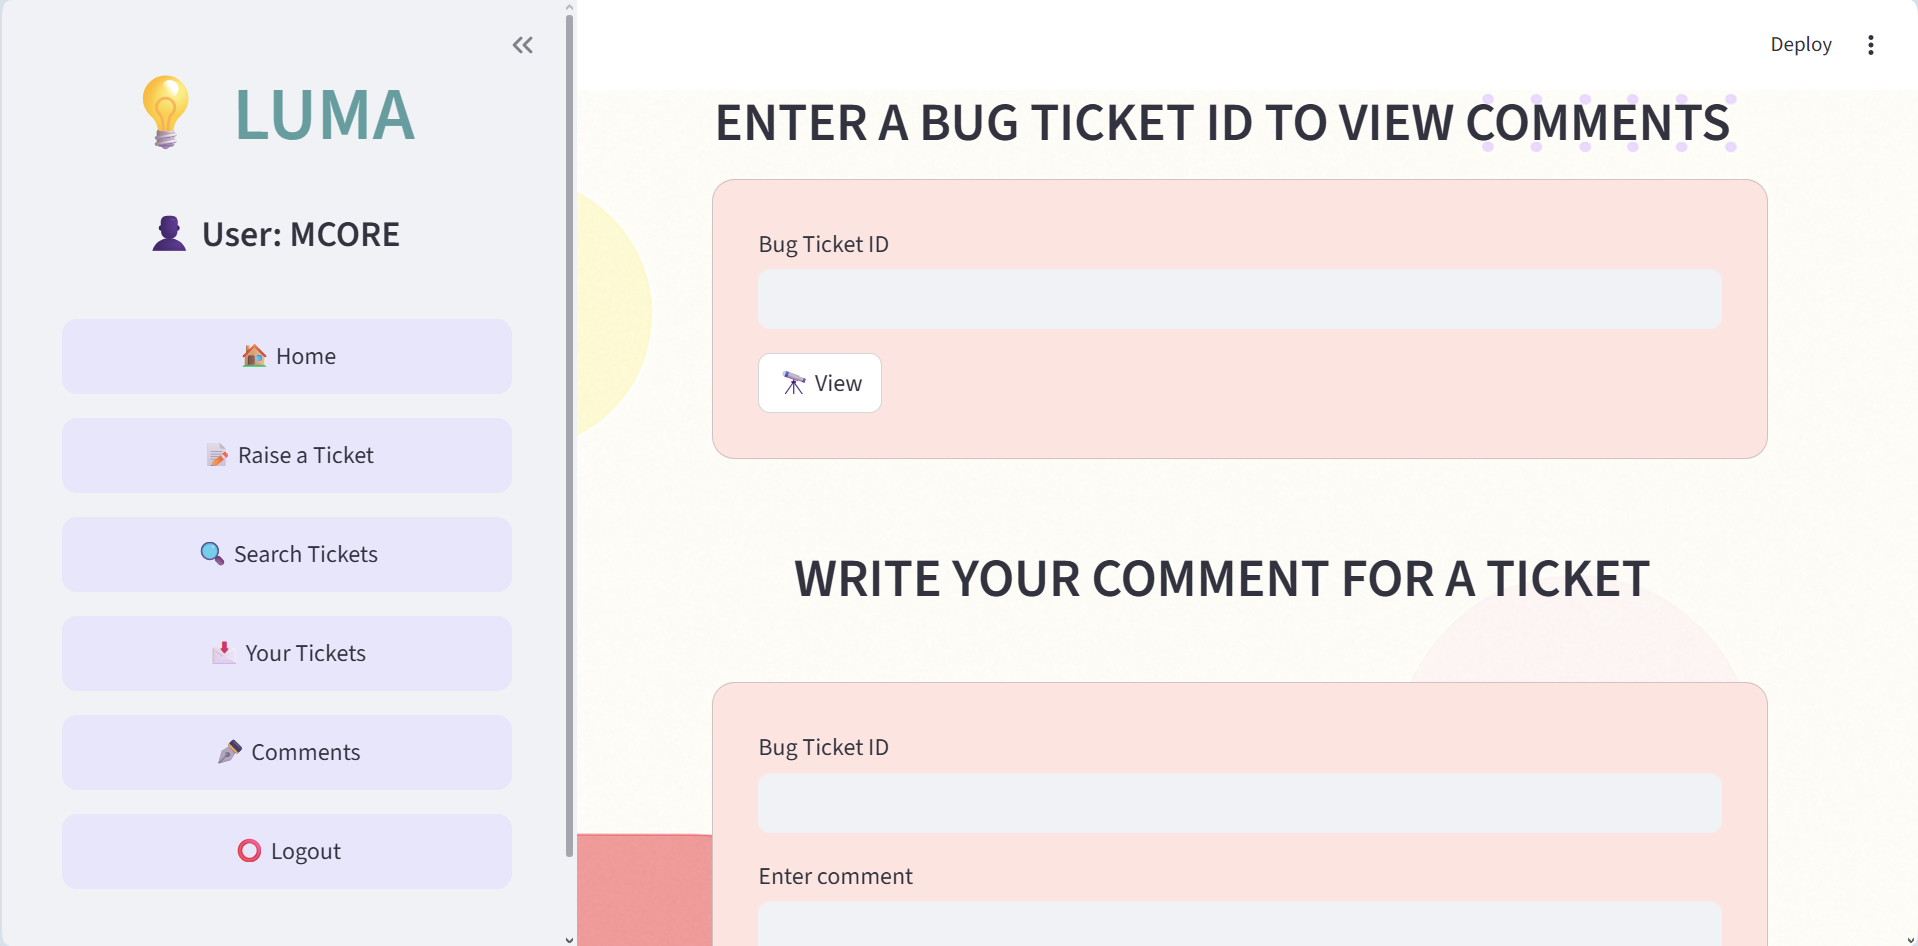 LUMA
User: MCORE
Home
Raise a Ticket
Search Tickets
Your Tickets
Comments
Logout
Deploy
ENTER A BUG TICKET ID TO VIEW COMMENTS
Bug Ticket ID
View
WRITE YOUR COMMENT FOR A TICKET
Bug Ticket ID
Enter comment